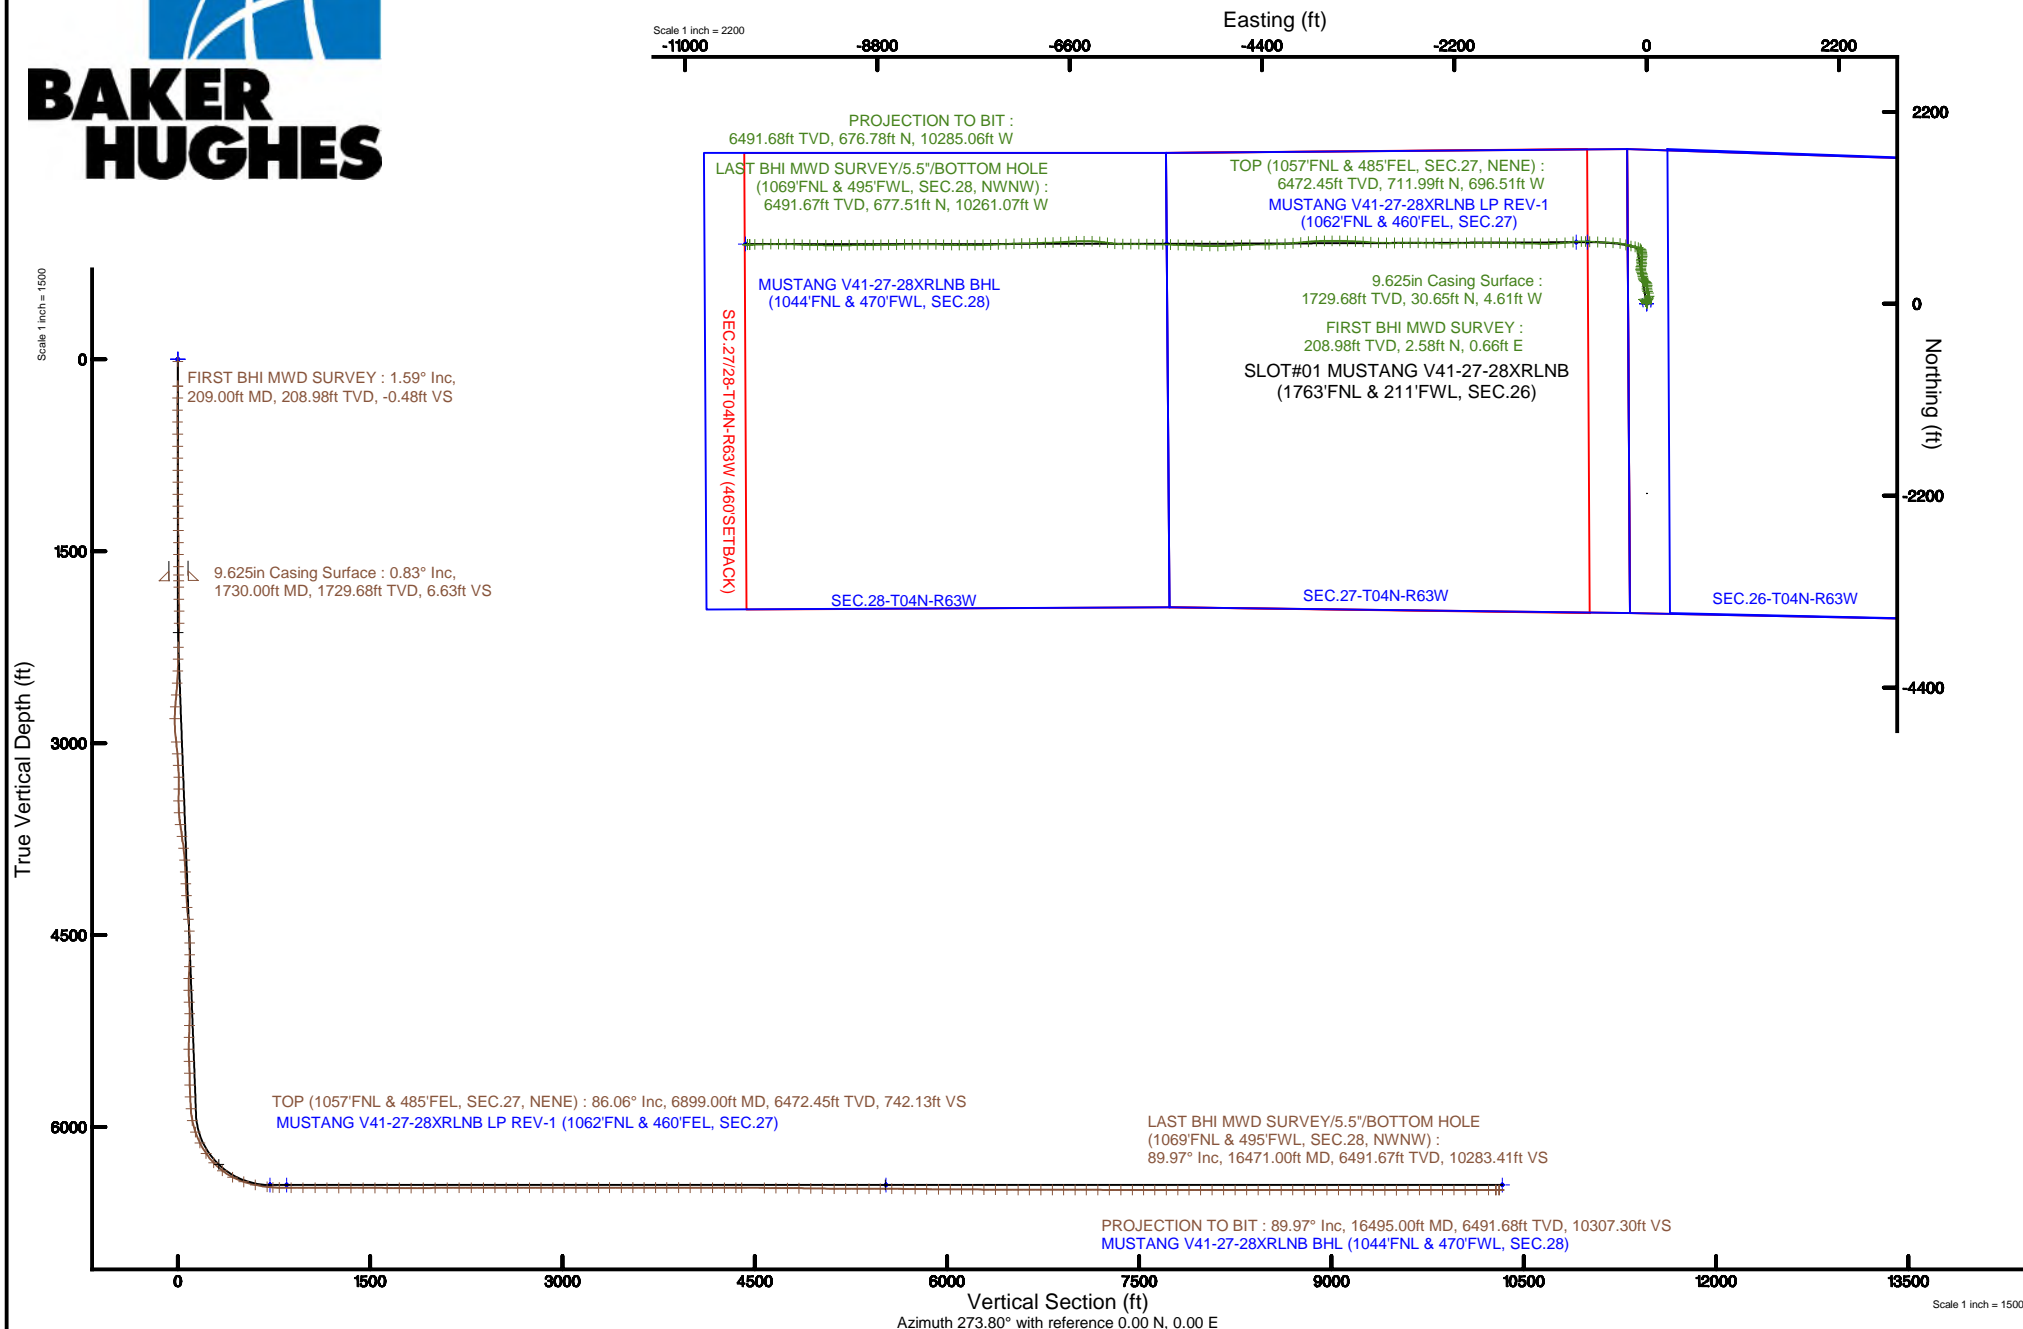 BAKER
HUGHES
Scale 1 inch = 2200
Easting (ft)
-11000
-8800
-6600
-4400
-2200
0
2200
2200
0
-2200
-4400
Northing (ft)
PROJECTION TO BIT :
6491.68ft TVD, 676.78ft N, 10285.06ft W
LAST BHI MWD SURVEY/5.5"/BOTTOM HOLE
(1069'FNL & 495'FWL, SEC.28, NWNW) :
6491.67ft TVD, 677.51ft N, 10261.07ft W
TOP (1057'FNL & 485'FEL, SEC.27, NENE) :
6472.45ft TVD, 711.99ft N, 696.51ft W
MUSTANG V41-27-28XRLNB LP REV-1
(1062'FNL & 460'FEL, SEC.27)
MUSTANG V41-27-28XRLNB BHL
(1044'FNL & 470'FWL, SEC.28)
9.625in Casing Surface :
1729.68ft TVD, 30.65ft N, 4.61ft W
FIRST BHI MWD SURVEY :
208.98ft TVD, 2.58ft N, 0.66ft E
SLOT#01 MUSTANG V41-27-28XRLNB
(1763'FNL & 211'FWL, SEC.26)
SEC.27/28-T04N-R63W (460'SETBACK)
SEC.28-T04N-R63W
SEC.27-T04N-R63W
SEC.26-T04N-R63W
Scale 1 inch = 1500
0
1500
3000
4500
6000
True Vertical Depth (ft)
FIRST BHI MWD SURVEY : 1.59° Inc,
209.00ft MD, 208.98ft TVD, -0.48ft VS
9.625in Casing Surface : 0.83° Inc,
1730.00ft MD, 1729.68ft TVD, 6.63ft VS
TOP (1057'FNL & 485'FEL, SEC.27, NENE) : 86.06° Inc, 6899.00ft MD, 6472.45ft TVD, 742.13ft VS
MUSTANG V41-27-28XRLNB LP REV-1 (1062'FNL & 460'FEL, SEC.27)
LAST BHI MWD SURVEY/5.5"/BOTTOM HOLE
(1069'FNL & 495'FWL, SEC.28, NWNW) :
89.97° Inc, 16471.00ft MD, 6491.67ft TVD, 10283.41ft VS
PROJECTION TO BIT : 89.97° Inc, 16495.00ft MD, 6491.68ft TVD, 10307.30ft VS
MUSTANG V41-27-28XRLNB BHL (1044'FNL & 470'FWL, SEC.28)
0
1500
3000
4500
6000
7500
9000
10500
12000
13500
Vertical Section (ft)
Azimuth 273.80° with reference 0.00 N, 0.00 E
Scale 1 inch = 1500